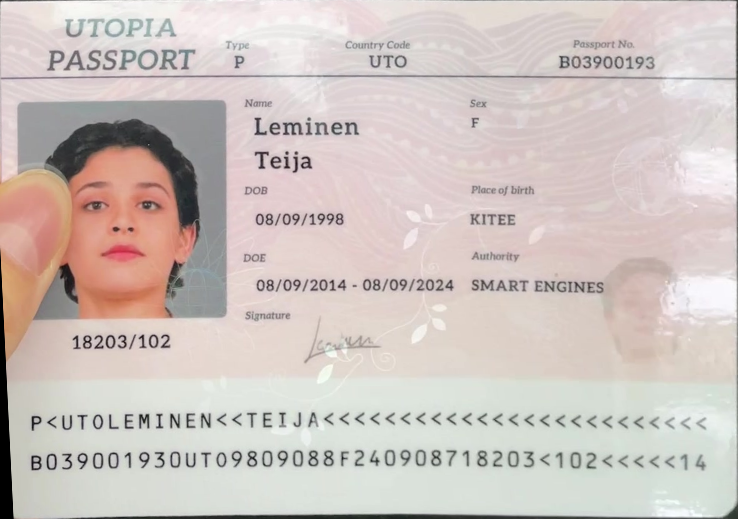 UTOPIA
PASSPORT
Type
P
Country Code
UTO
Passport No.
B03900193
Name
Leminen
Teija
Sex
F
DOB
08/09/1998
Place of birth
KITEE
DOE
08/09/2014 - 08/09/2024
Authority
SMART ENGINES
Signature
Leminen
18203/102
P<UTOLEMINEN<<TEIJA<<<<<<<<<<<<<<<<<<<<<<<<<
B039001930UTO9809088F240908718203<102<<<<<14